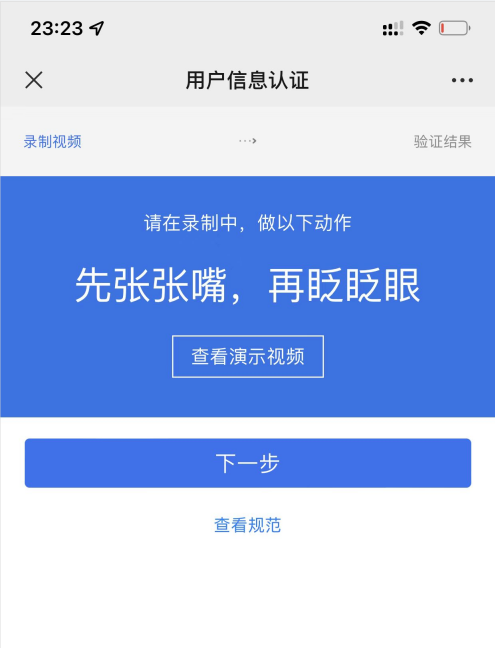 23:23
用户信息认证
录制视频
验证结果
请在录制中，做以下动作
先张张嘴，再眨眨眼
查看演示视频
下一步
查看规范